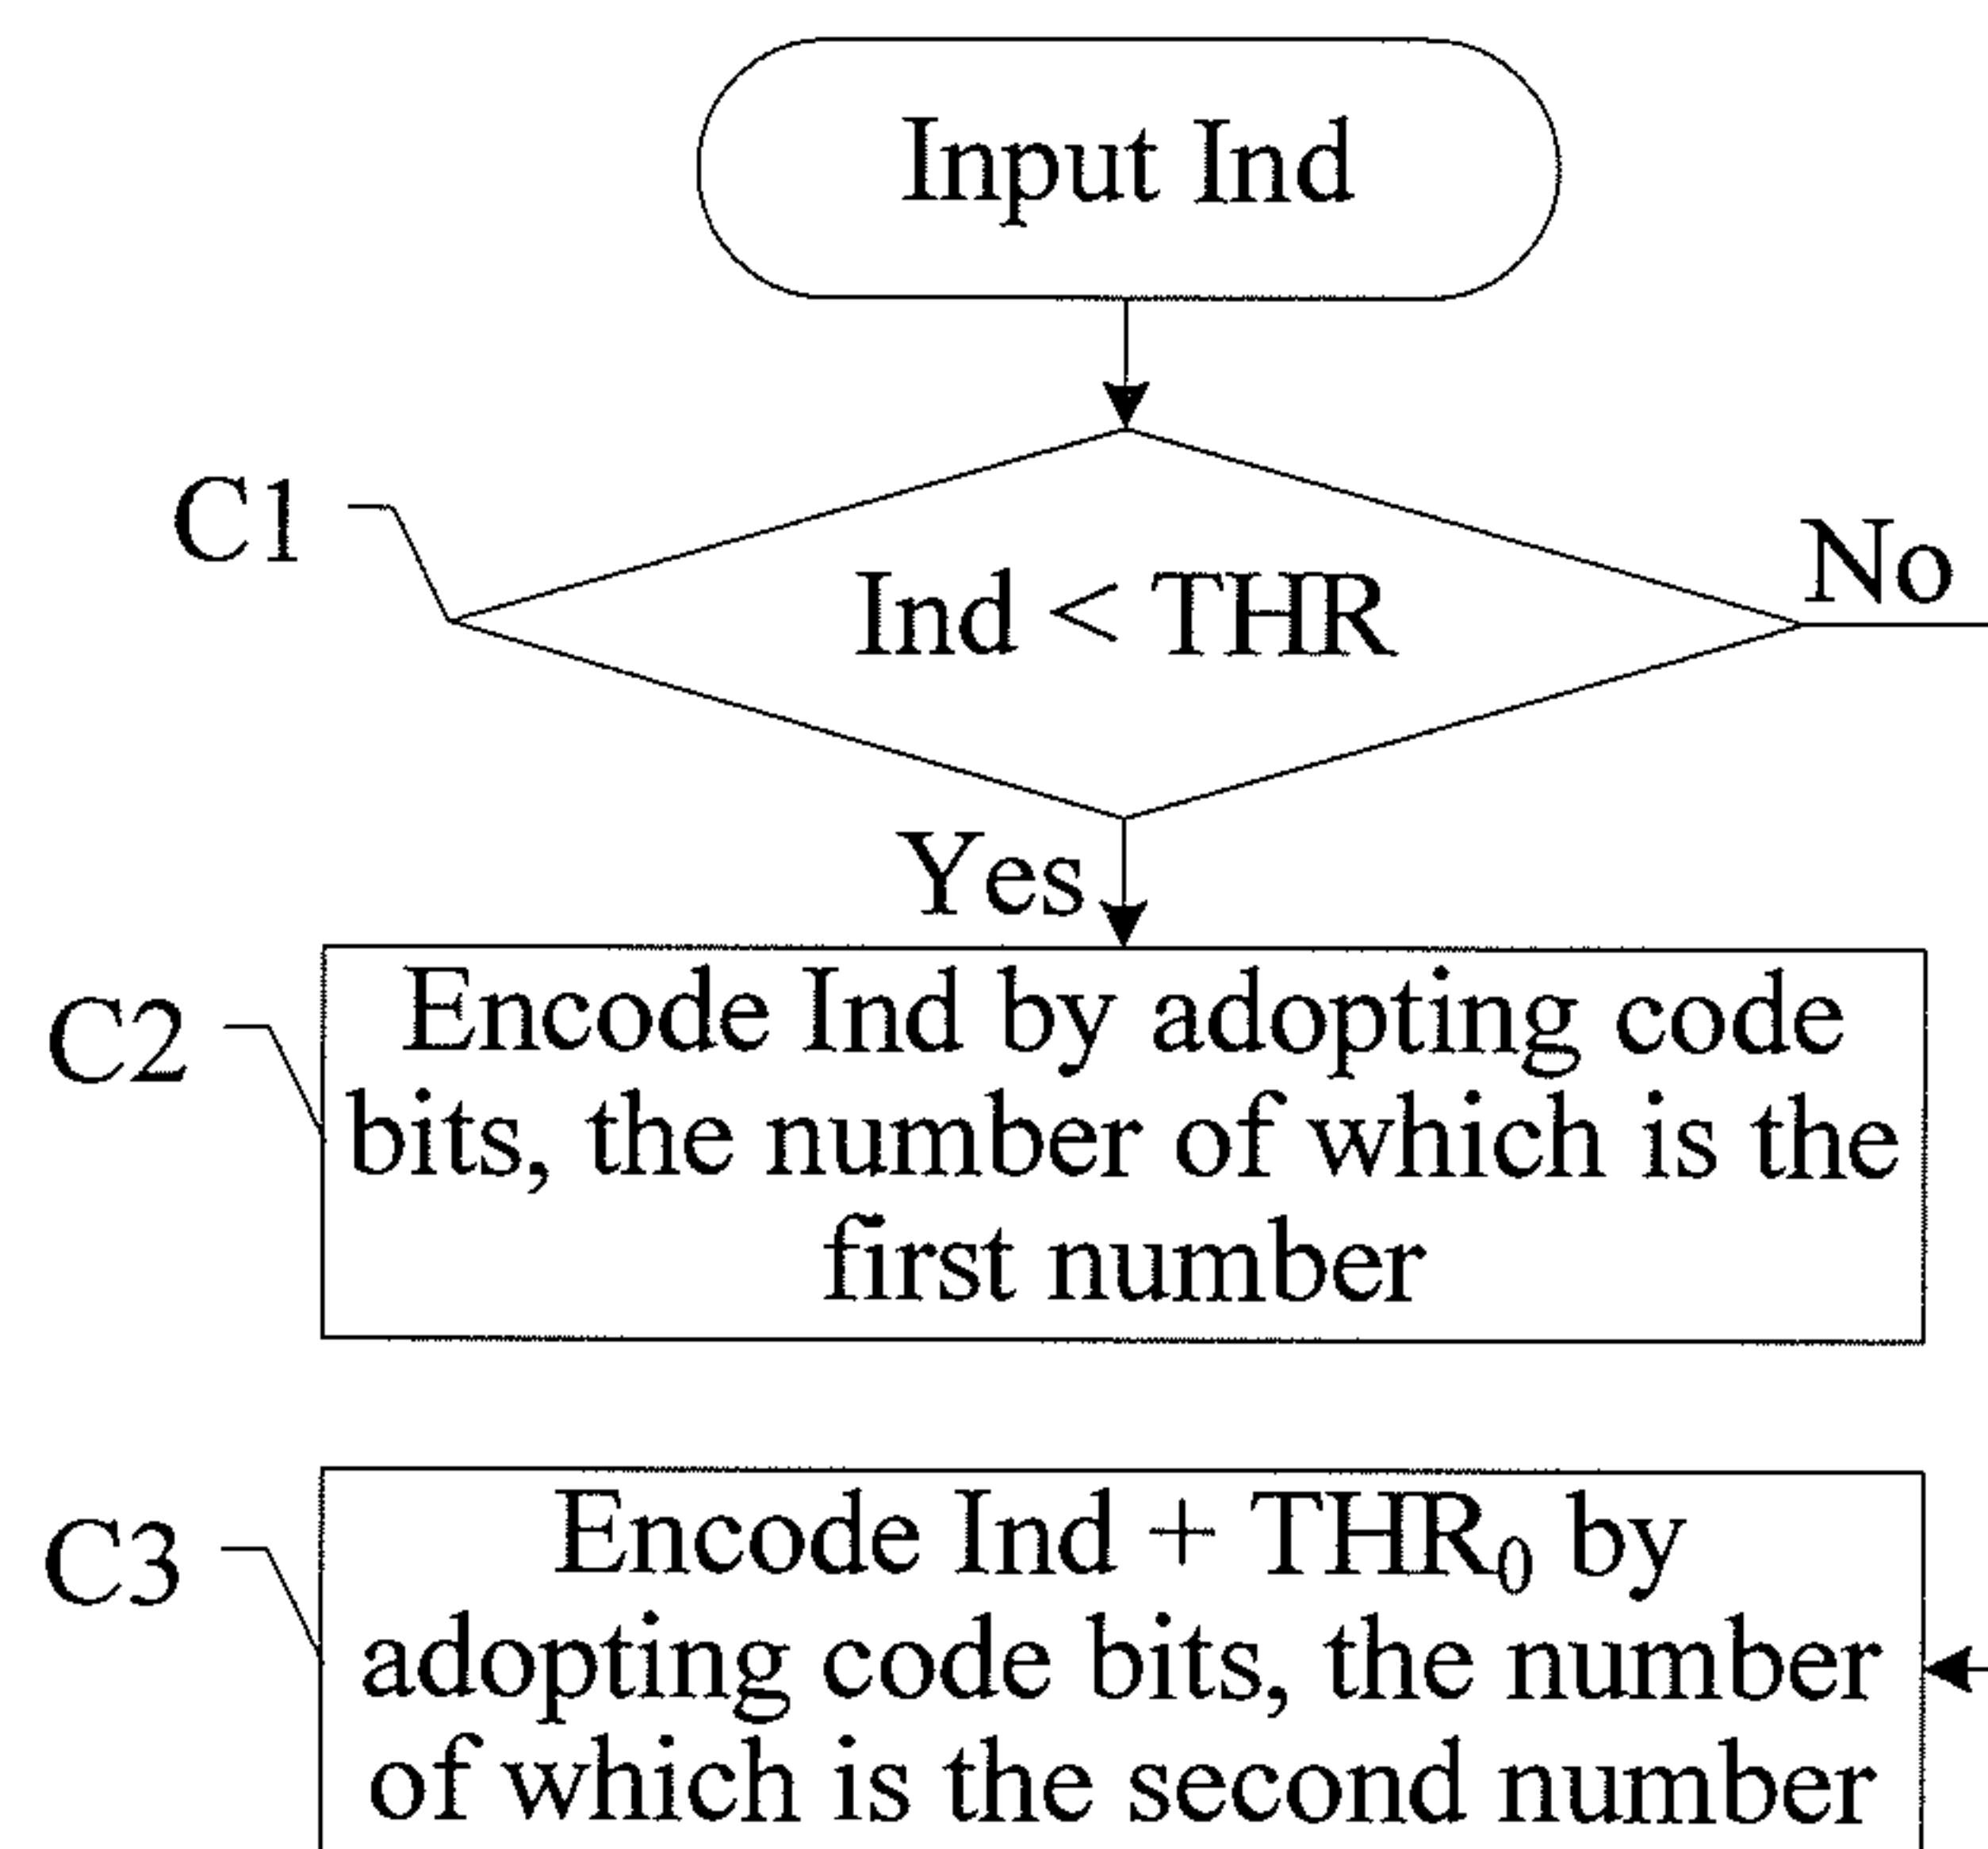 Input Ind
C1
Ind < THR
No
Yes
C2
Encode Ind by adopting code
bits, the number of which is the
first number
C3
Encode Ind + THR₀ by
adopting code bits, the number
of which is the second number